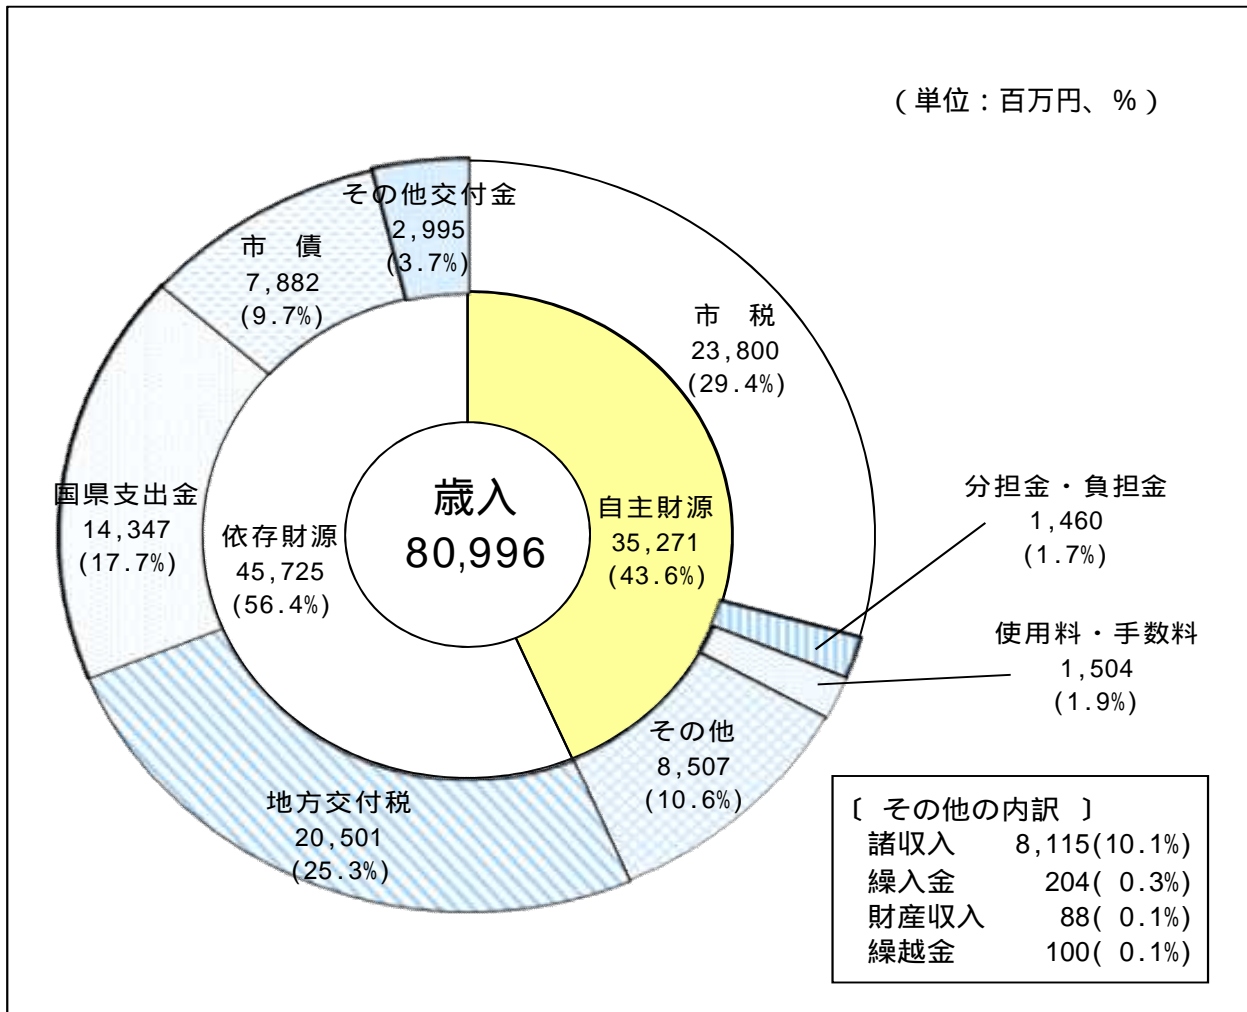 (単位：百万円、%)
その他交付金
2,995
(3.7%)
市　債
7,882
(9.7%)
市　税
23,800
(29.4%)
国県支出金
14,347
(17.7%)
依存財源
45,725
(56.4%)
歳入
80,996
自主財源
35,271
(43.6%)
分担金・負担金
1,460
(1.7%)
使用料・手数料
1,504
(1.9%)
その他
8,507
(10.6%)
地方交付税
20,501
(25.3%)
〔 その他の内訳 〕
諸収入　8,115(10.1%)
繰入金　204( 0.3%)
財産収入　88( 0.1%)
繰越金　100( 0.1%)